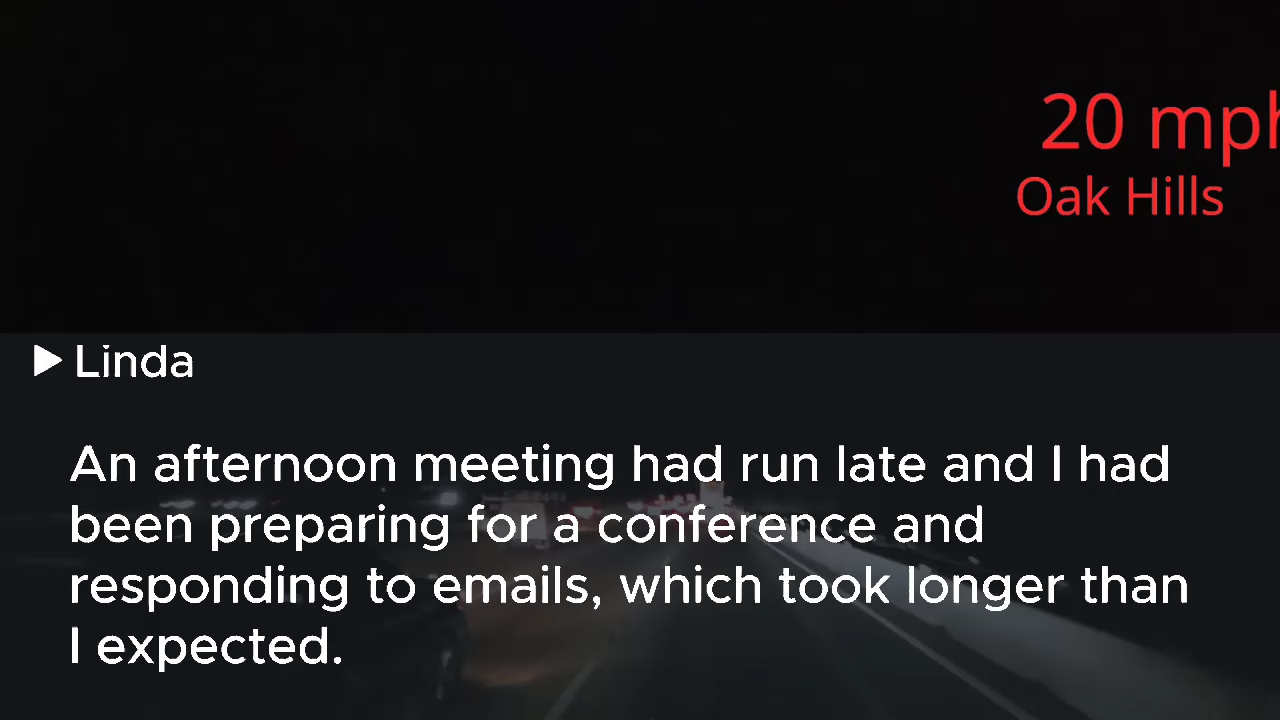 20 mph
Oak Hills
Linda
An afternoon meeting had run late and I had
been preparing for a conference and
responding to emails, which took longer than
I expected.